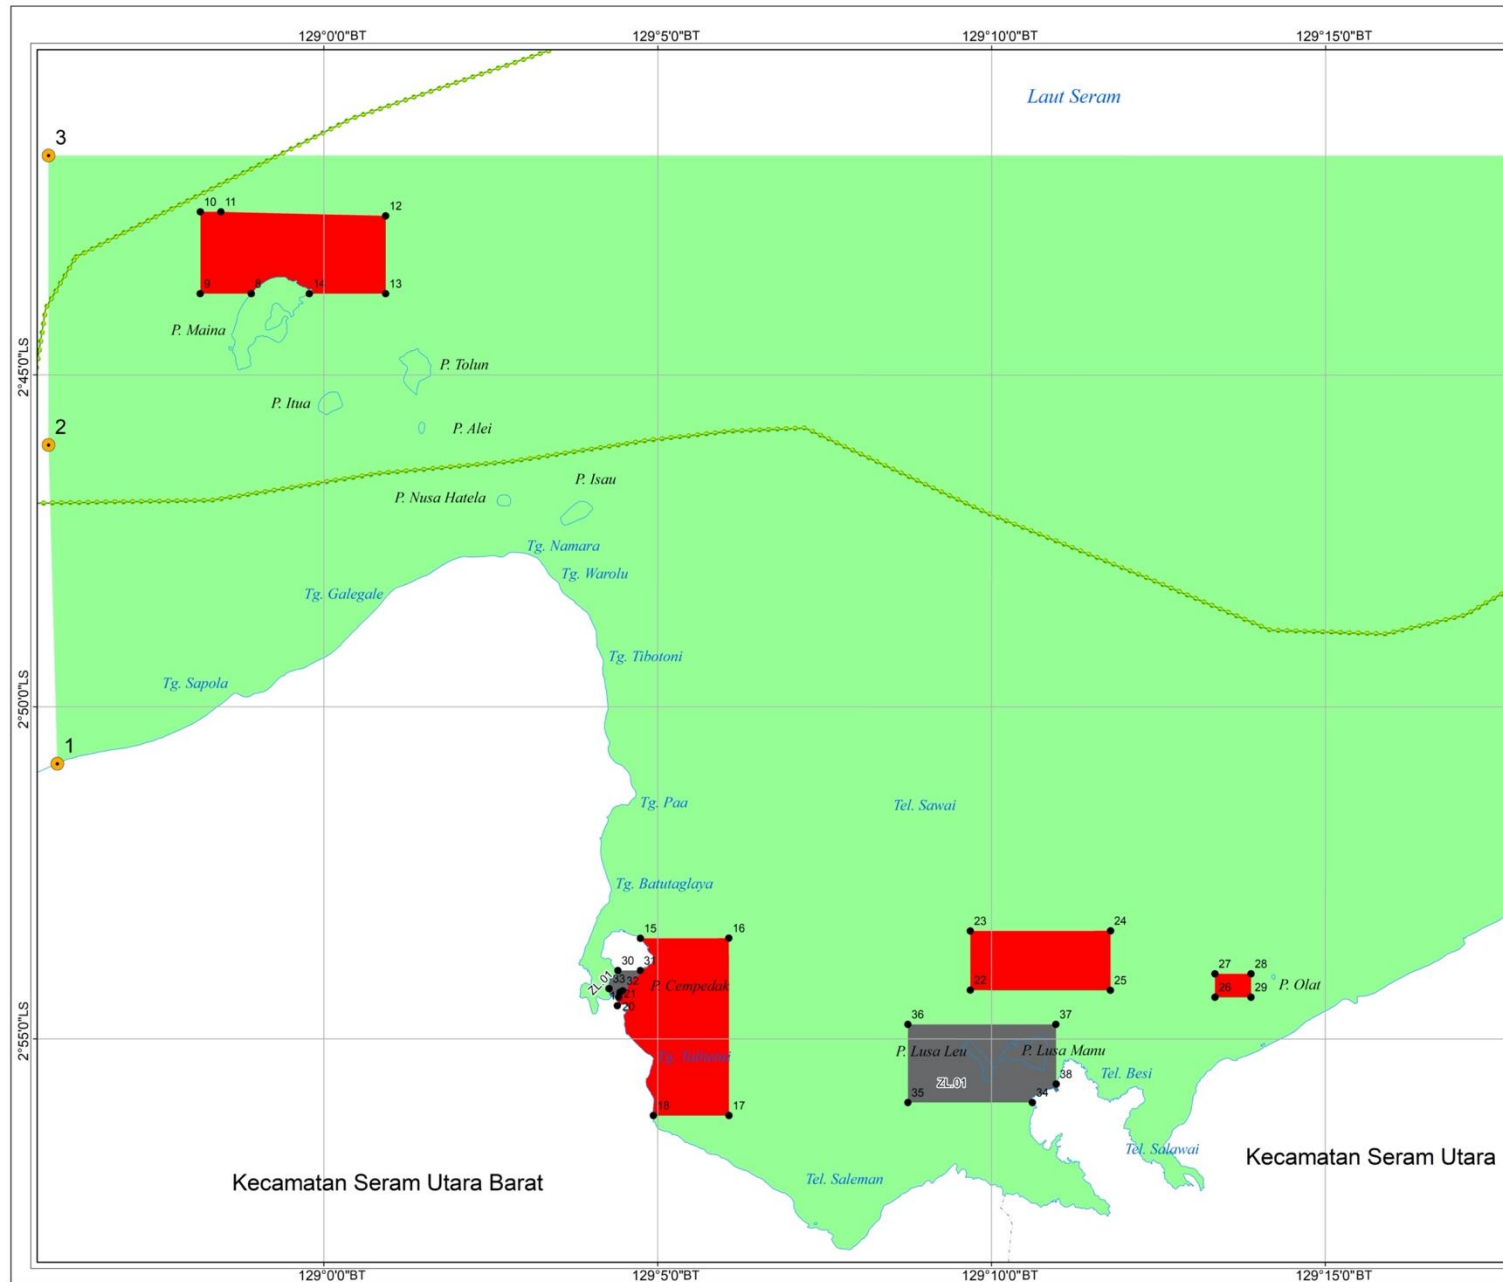 129°0'0"BT
129°5'0"BT
129°10'0"BT
129°15'0"BT
Laut Seram
3
10
11
12
9
8
14
13
P. Maina
P. Tolun
2°45'0"LS
P. Itua
P. Alei
2
P. Isau
P. Nusa Hatela
Tg. Namara
Tg. Warolu
Tg. Galegale
Tg. Tibotoni
Tg. Sapola
2°50'0"LS
1
Tg. Paa
Tel. Sawai
Tg. Batutaglaya
15
16
23
24
30
31
27
28
ZL.01
33
32
P. Cempedak
22
25
26
29
P. Olat
21
20
36
37
2°55'0"LS
P. Lusa Leu
P. Lusa Manu
ZL.01
38
Tel. Besi
35
34
18
17
Tel. Salawai
Kecamatan Seram Utara
Kecamatan Seram Utara Barat
Tel. Saleman
129°0'0"BT
129°5'0"BT
129°10'0"BT
129°15'0"BT